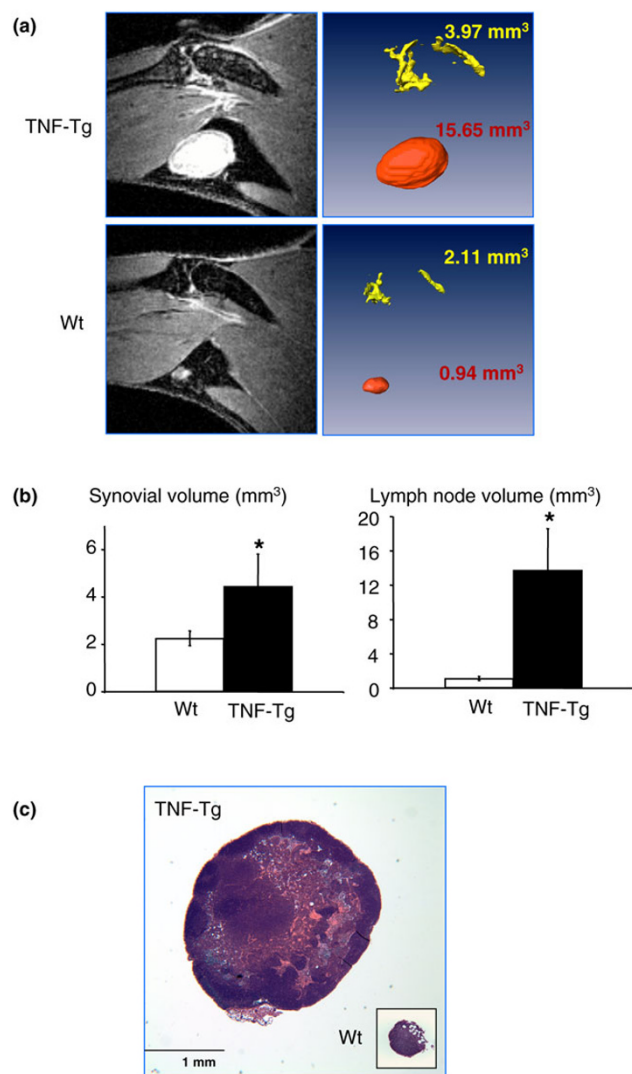 (a)
TNF-Tg
3.97 mm³
15.65 mm³
Wt
2.11 mm³
0.94 mm³
(b)
Synovial volume (mm³)
6
4
2
0
*
Wt TNF-Tg
Lymph node volume (mm³)
20
16
12
8
4
0
*
Wt TNF-Tg
(c)
TNF-Tg
Wt
1 mm